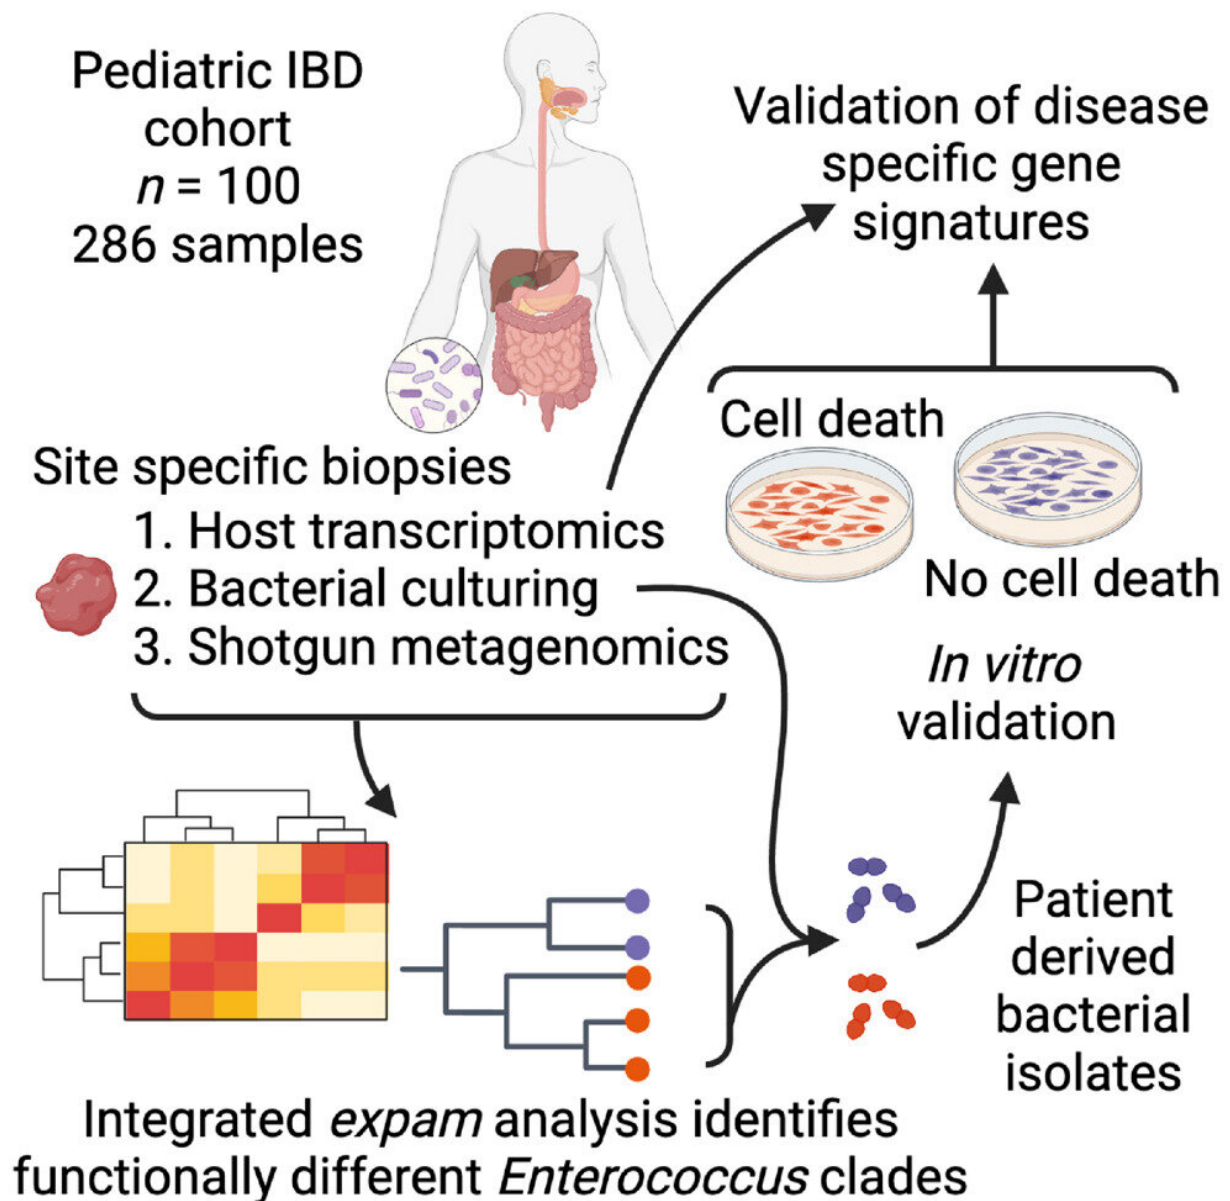 Pediatric IBD
cohort
n = 100
286 samples
Validation of disease
specific gene
signatures
Cell death
No cell death
Site specific biopsies
1. Host transcriptomics
2. Bacterial culturing
3. Shotgun metagenomics
In vitro
validation
Patient
derived
bacterial
isolates
Integrated expam analysis identifies
functionally different Enterococcus clades